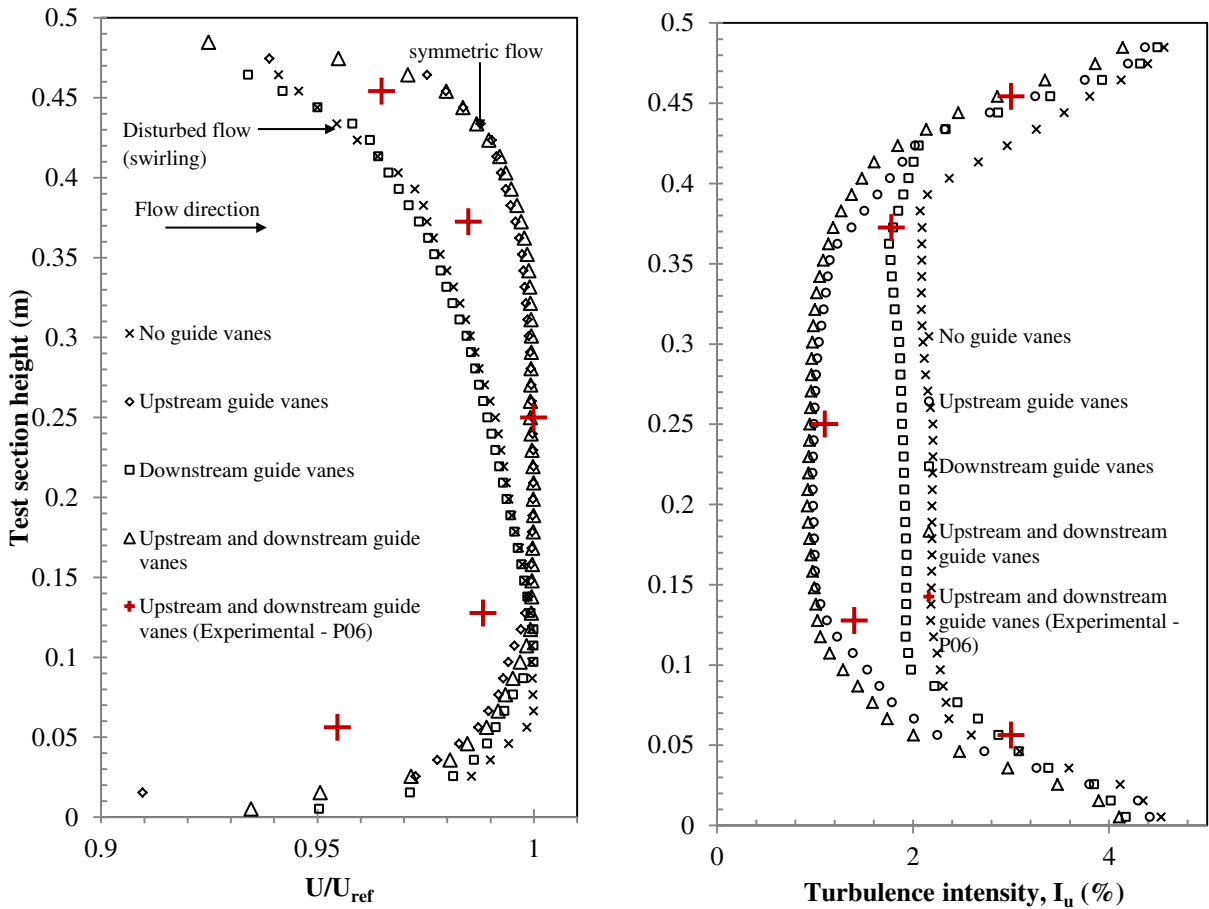 0.5
0.45
0.4
0.35
0.3
0.25
0.2
0.15
0.1
0.05
0
Test section height (m)
symmetric flow
Disturbed flow
(swirling)
Flow direction
No guide vanes
Upstream guide vanes
Downstream guide vanes
Upstream and downstream guide
vanes
Upstream and downstream guide
vanes (Experimental - P06)
0.9
0.95
1
U/Uref
0.5
0.45
0.4
0.35
0.3
0.25
0.2
0.15
0.1
0.05
0
No guide vanes
Upstream guide vanes
Downstream guide vanes
Upstream and downstream
guide vanes
Upstream and downstream
guide vanes (Experimental -
P06)
0
2
4
Turbulence intensity, Iu (%)